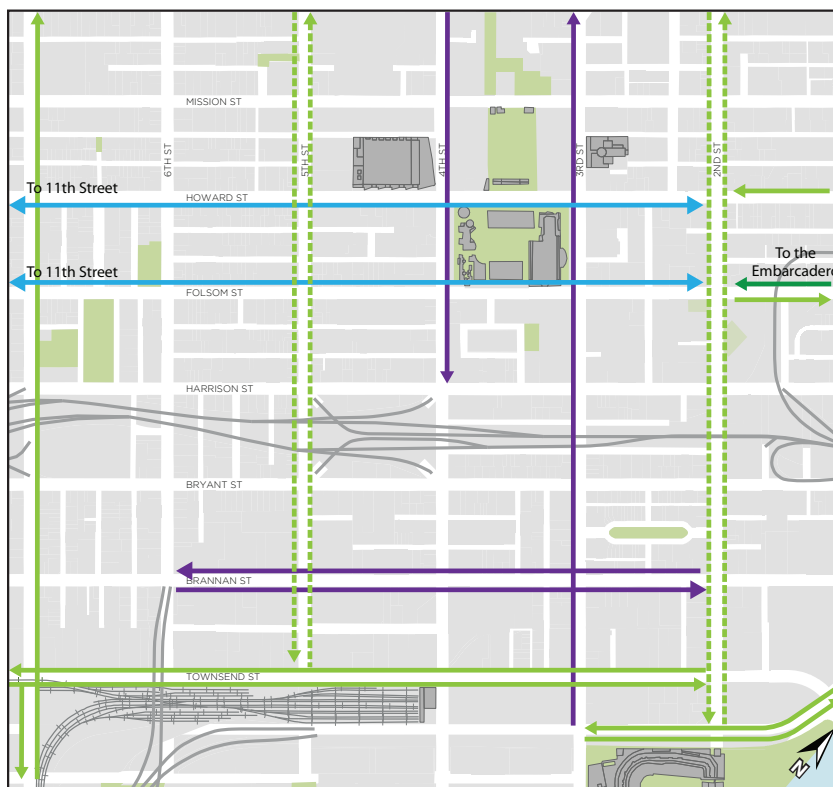 MISSION ST
6TH ST
5TH ST
4TH ST
3RD ST
2ND ST
To 11th Street
HOWARD ST
To the
Embarcadero
To 11th Street
FOLSOM ST
HARRISON ST
BRYANT ST
BRANNAN ST
TOWNSEND ST
N